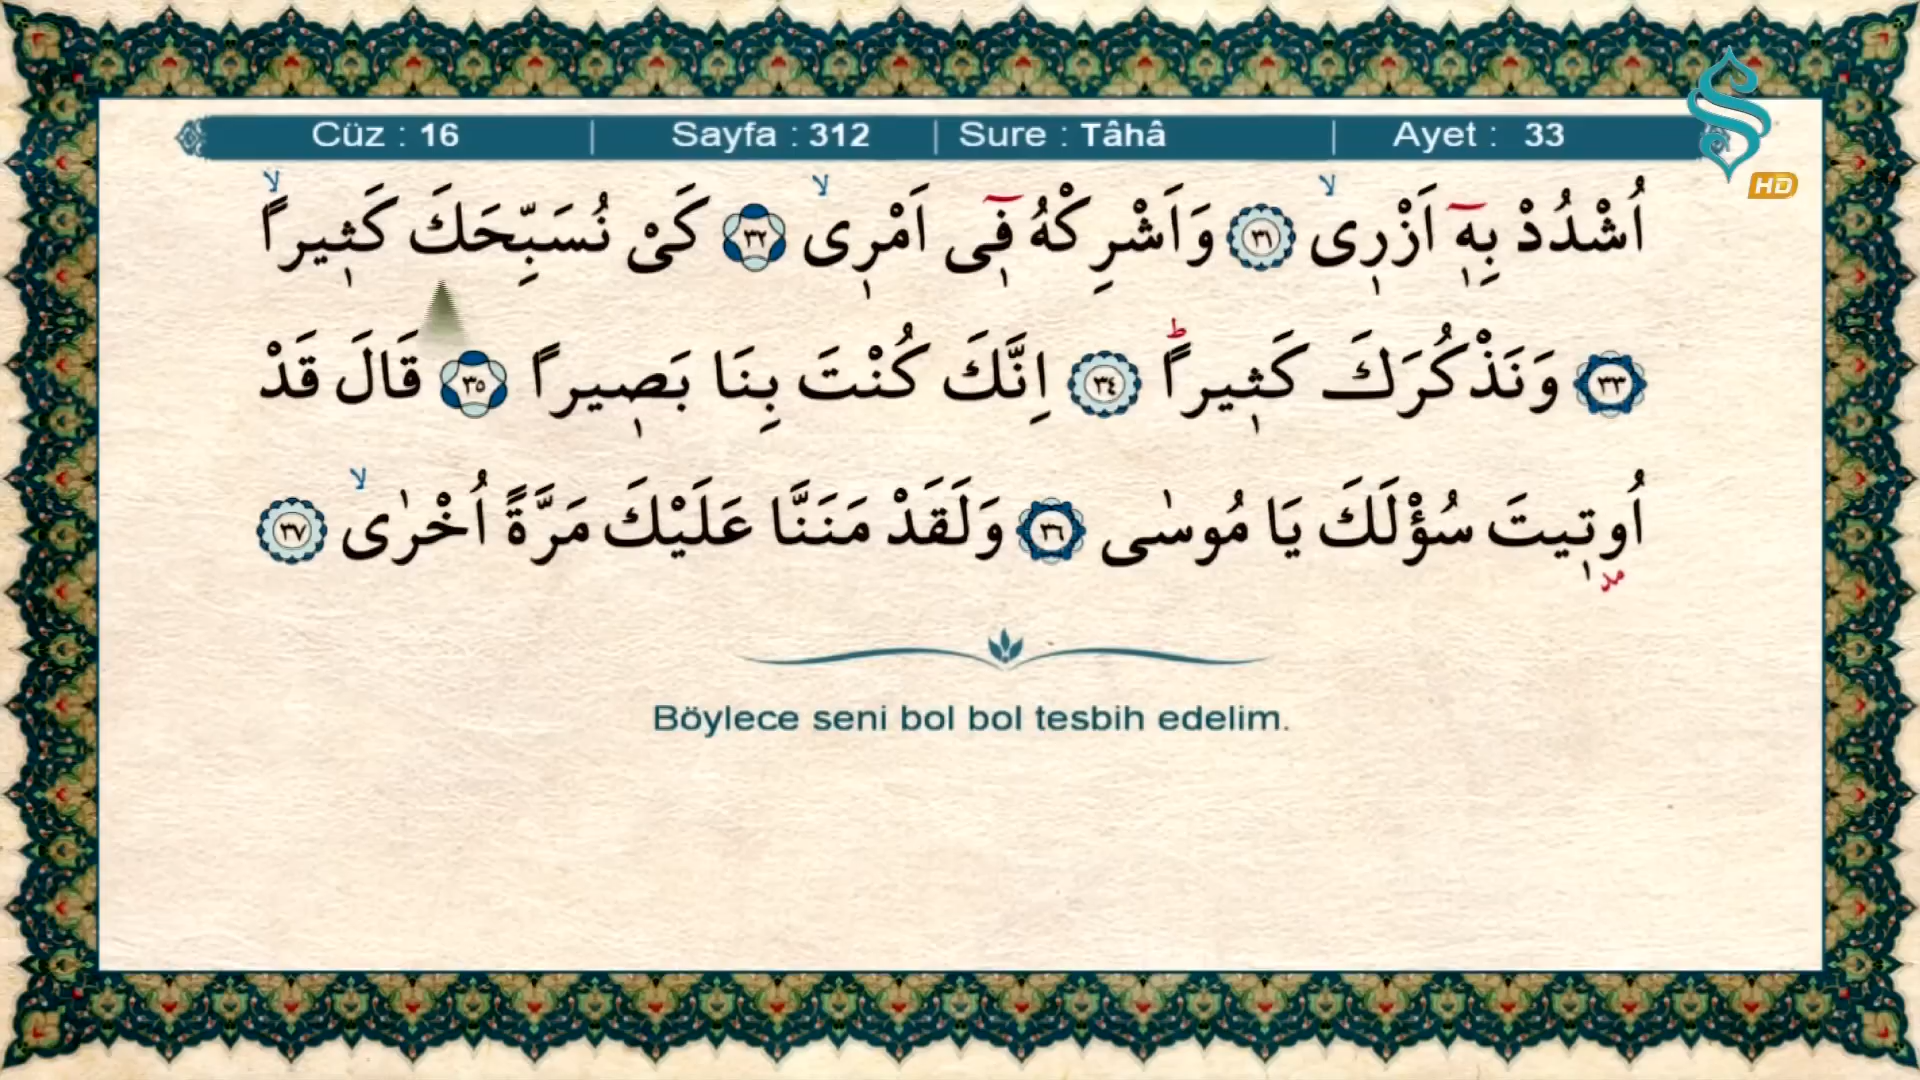 Cüz : 16 | Sayfa : 312 | Sure : Tâhâ | Ayet : 33
HD
اُشْدُدْ بِه۪ٓ اَزْر۪يۙ ﴿٣١﴾ وَاَشْرِكْهُ ف۪ٓي اَمْر۪يۙ ﴿٣٢﴾ كَيْ نُسَبِّحَكَ كَث۪يراًۙ
﴿٣٣﴾ وَنَذْكُرَكَ كَث۪يراًۜ ﴿٣٤﴾ اِنَّكَ كُنْتَ بِنَا بَص۪يراً ﴿٣٥﴾ قَالَ قَدْ
اُو۫ت۪يتَ سُؤْلَكَ يَا مُوسٰى ﴿٣٦﴾ وَلَقَدْ مَنَنَّا عَلَيْكَ مَرَّةً اُخْرٰىۙ ﴿٣٧﴾
Böylece seni bol bol tesbih edelim.